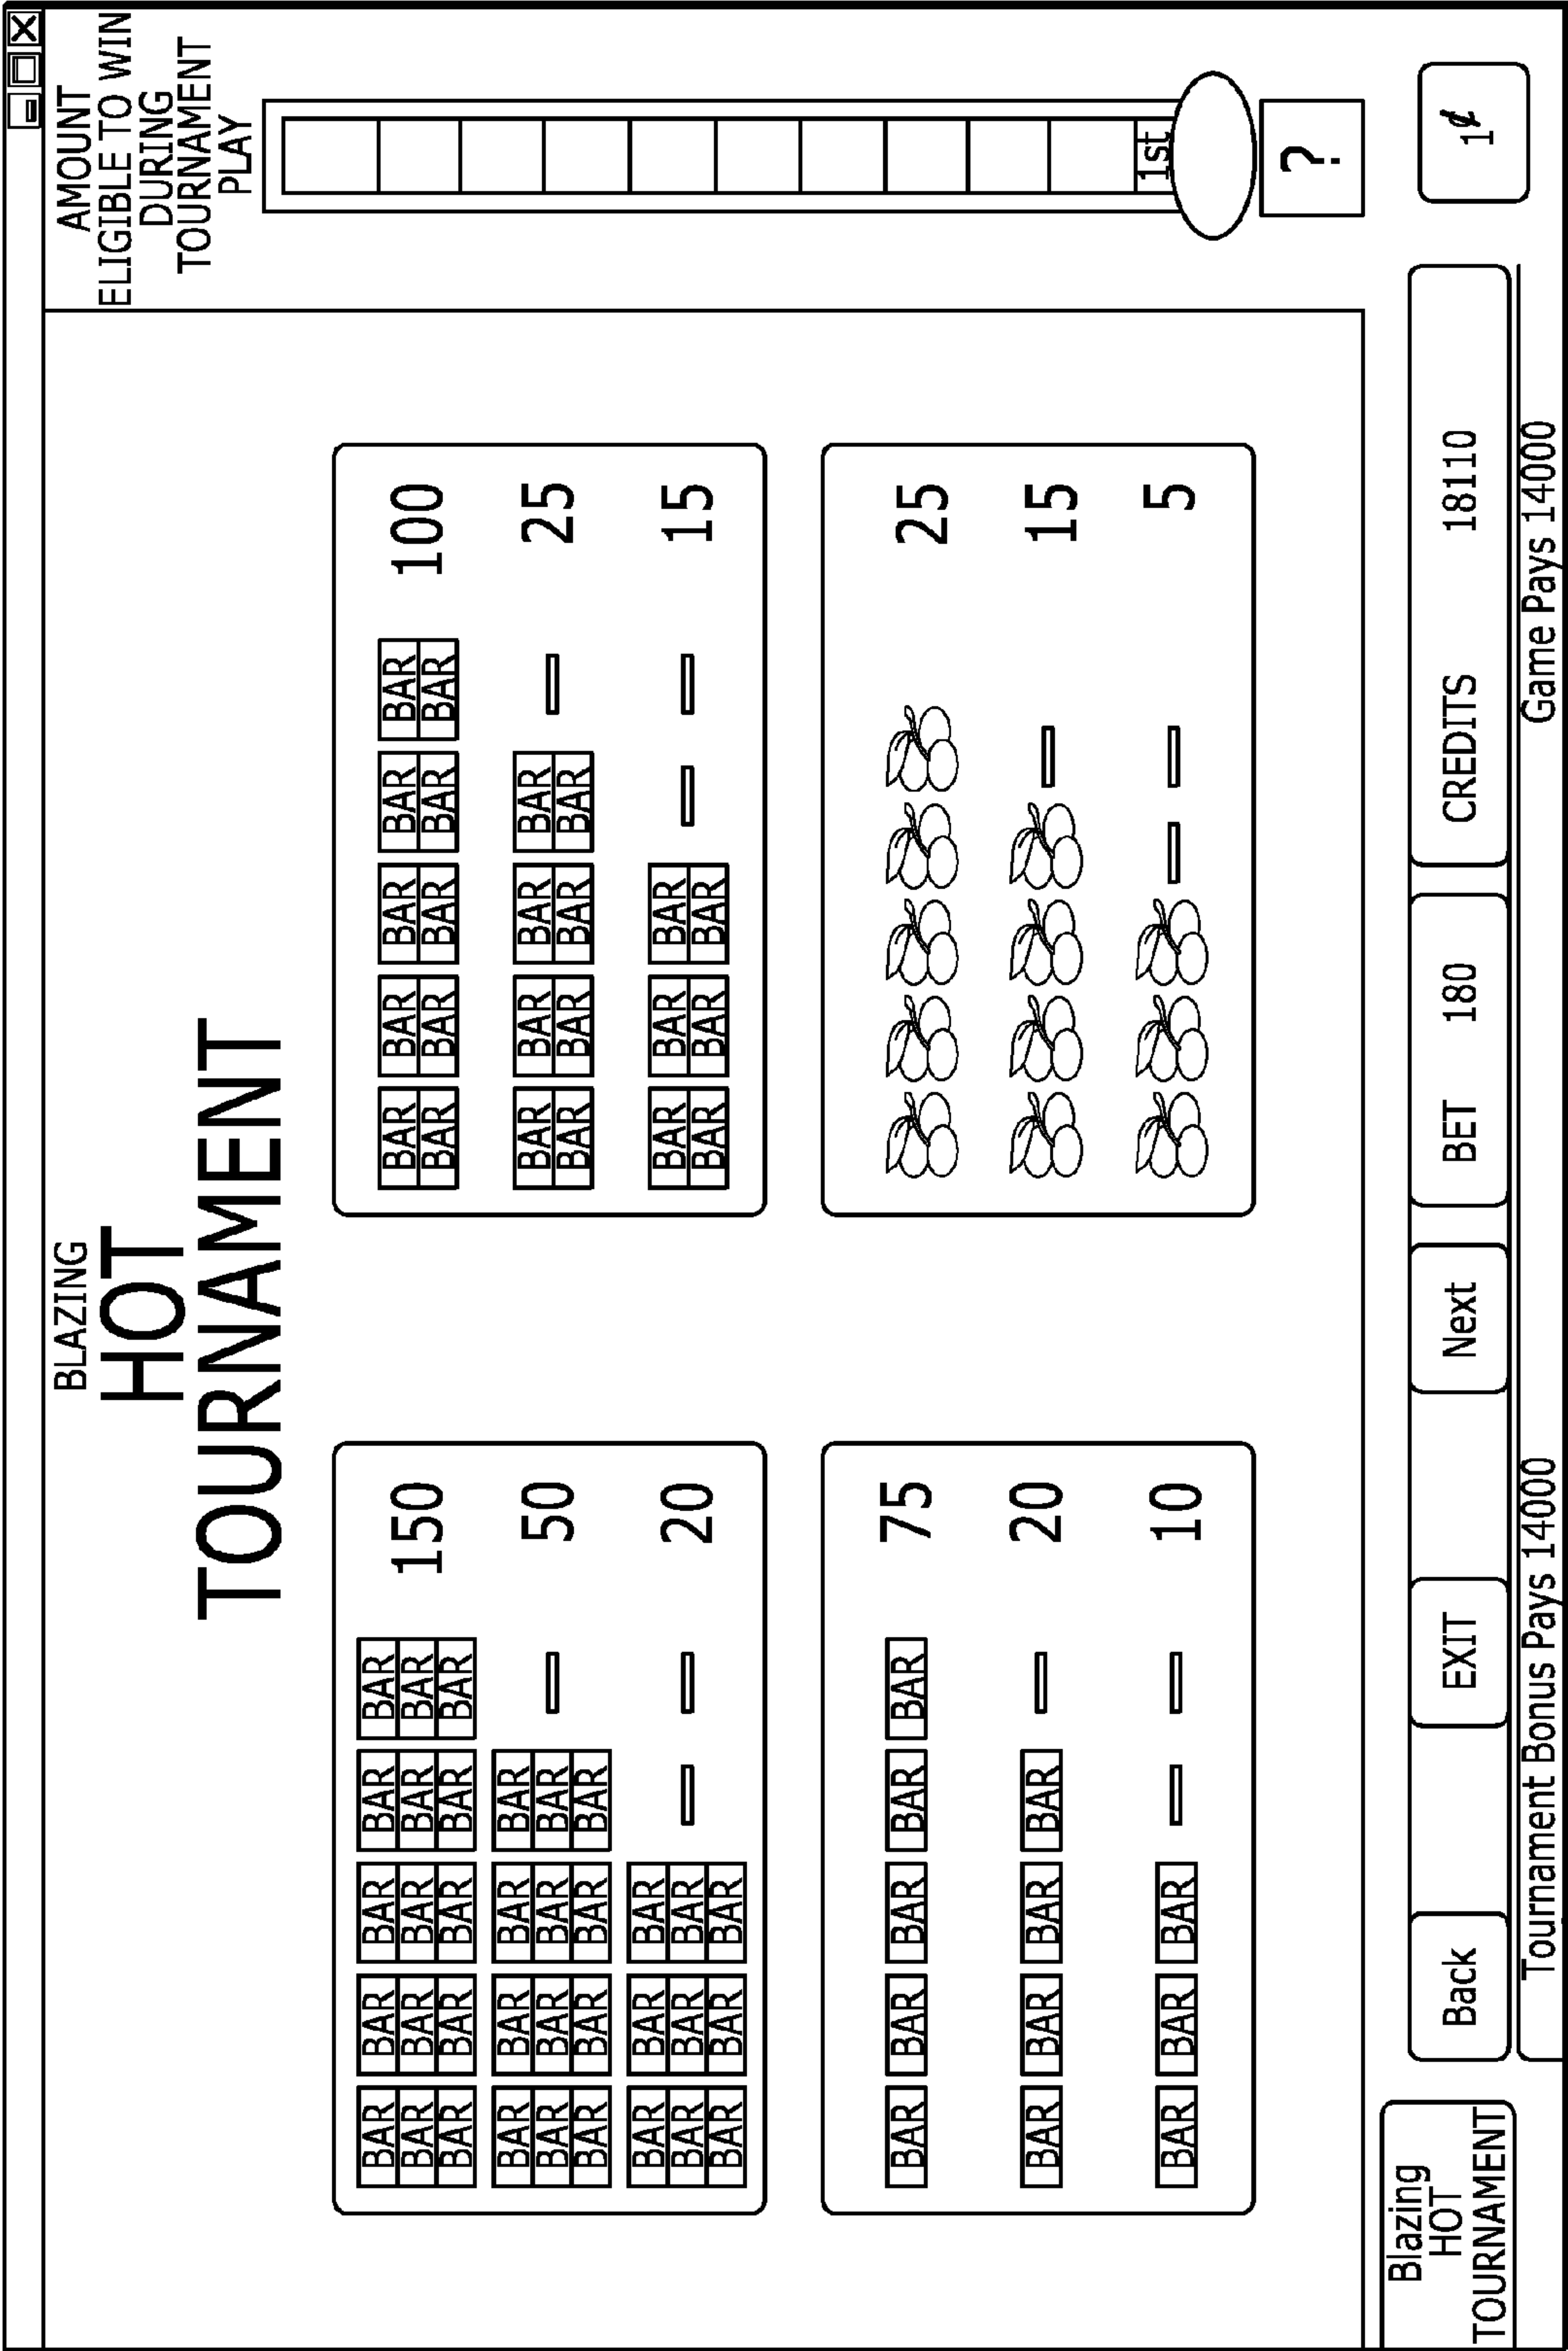 BLAZING
HOT
TOURNAMENT
AMOUNT
ELIGIBLE TO WIN
DURING
TOURNAMENT
PLAY
BAR BAR BAR BAR BAR 150
BAR BAR BAR BAR BAR
BAR BAR BAR BAR BAR
BAR BAR BAR BAR 50
BAR BAR BAR BAR
BAR BAR BAR BAR
BAR BAR BAR 20
BAR BAR BAR
BAR BAR BAR
BAR BAR BAR BAR BAR 100
BAR BAR BAR BAR BAR
BAR BAR BAR BAR 25
BAR BAR BAR BAR
BAR BAR BAR 15
BAR BAR BAR
BAR BAR BAR BAR BAR 75
BAR BAR BAR BAR 20
BAR BAR BAR 10
25
15
5
1st
?
Blazing
HOT
TOURNAMENT
Back
EXIT
Next
BET 180
CREDITS 18110
1¢
Tournament Bonus Pays 14000
Game Pays 14000